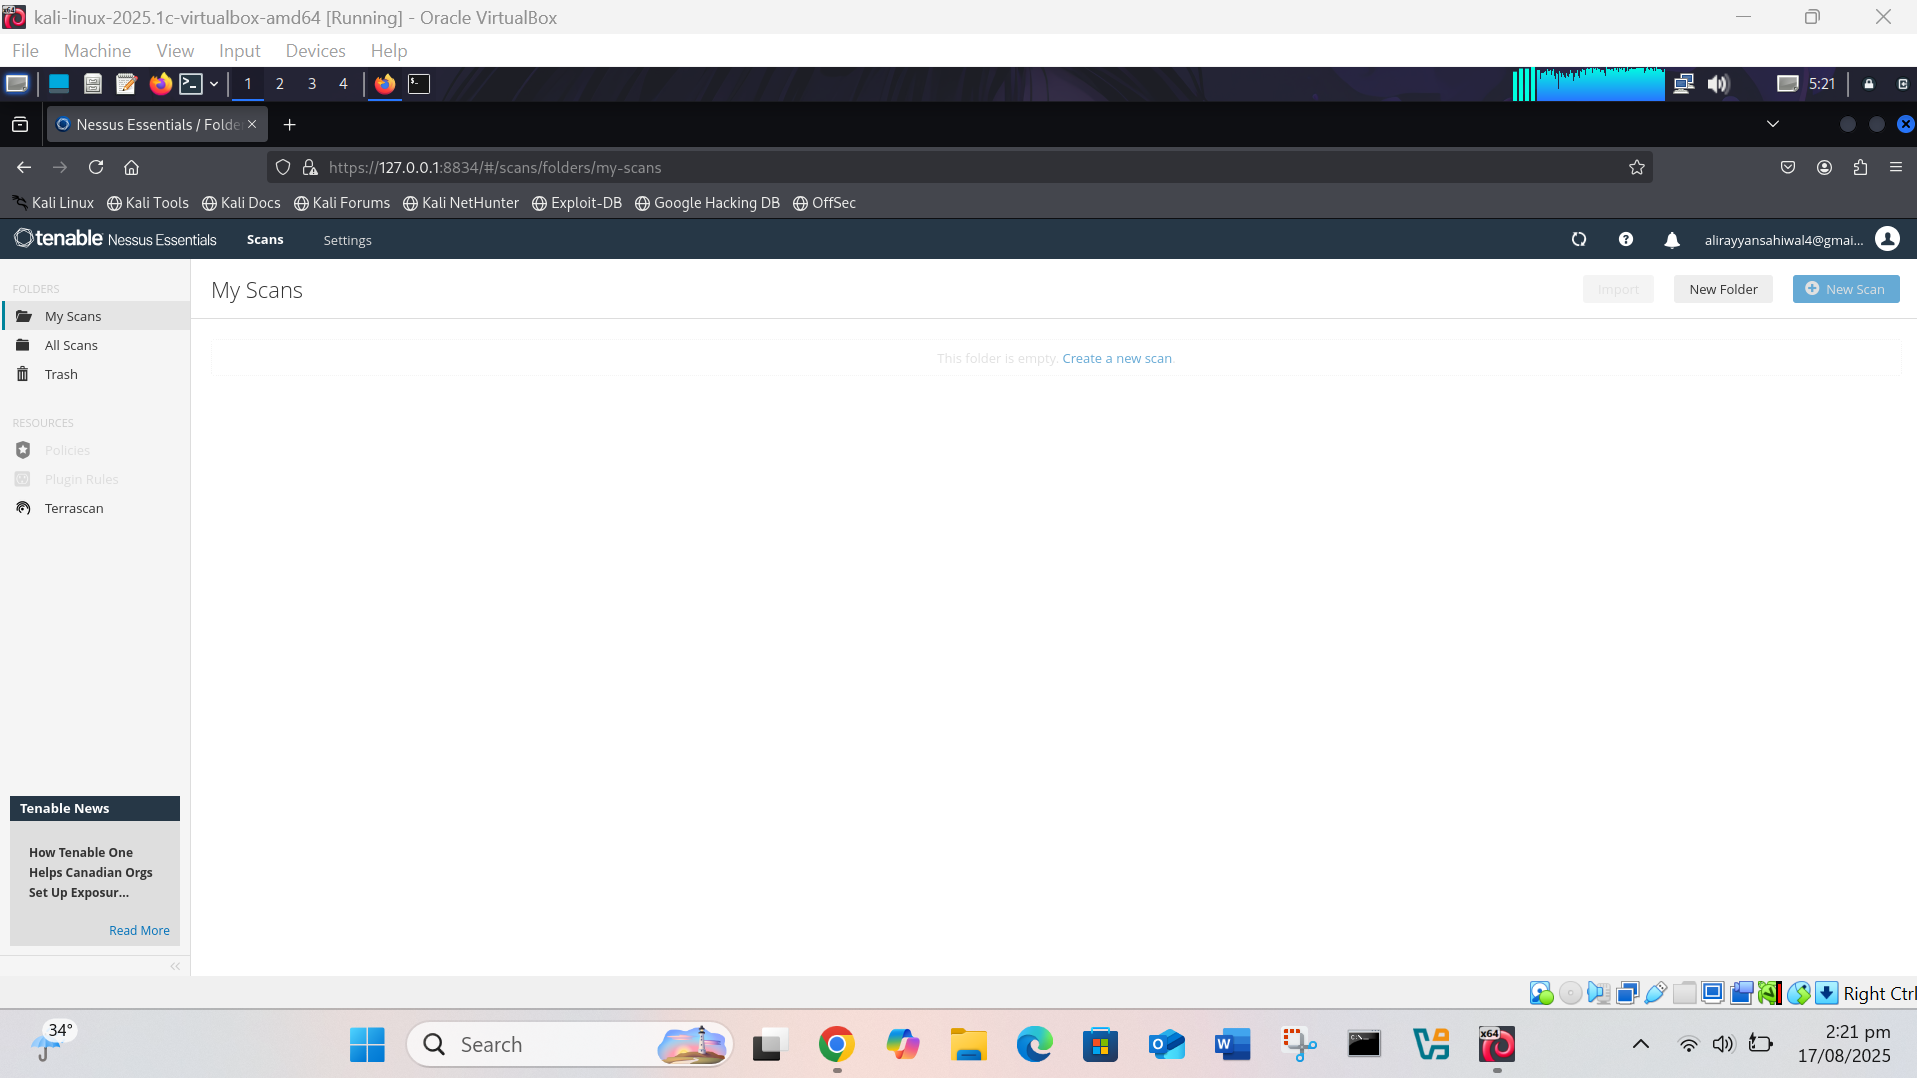 kali-linux-2025.1c-virtualbox-amd64 [Running] - Oracle VirtualBox
File Machine View Input Devices Help
1 2 3 4 5:21
Nessus Essentials / Folde
https://127.0.0.1:8834/#/scans/folders/my-scans
Kali Linux Kali Tools Kali Docs Kali Forums Kali NetHunter Exploit-DB Google Hacking DB OffSec
tenable Nessus Essentials Scans Settings alirayyansahiwal4@gmai...
FOLDERS
My Scans
All Scans
Trash
RESOURCES
Policies
Plugin Rules
Terrascan
My Scans Import New Folder New Scan
This folder is empty. Create a new scan.
Tenable News
How Tenable One
Helps Canadian Orgs
Set Up Exposur...
Read More
Right Ctrl
34°
Search
x64
2:21 pm
17/08/2025